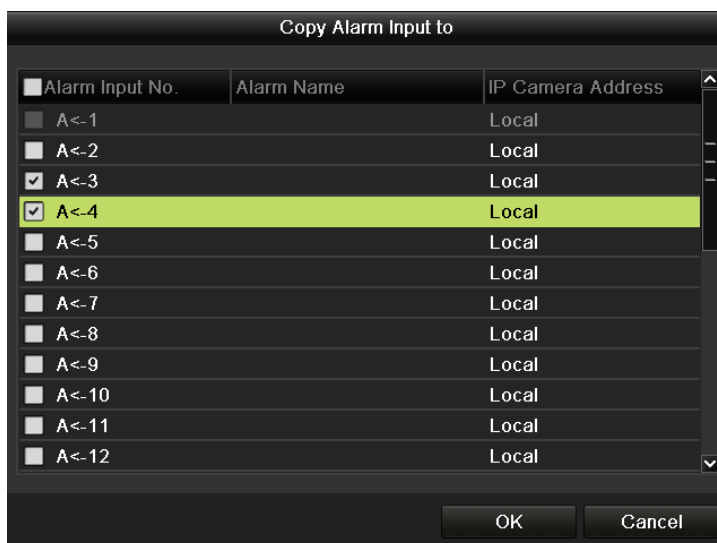 Copy Alarm Input to
Alarm Input No. Alarm Name IP Camera Address
A<-1 Local
A<-2 Local
A<-3 Local
A<-4 Local
A<-5 Local
A<-6 Local
A<-7 Local
A<-8 Local
A<-9 Local
A<-10 Local
A<-11 Local
A<-12 Local
OK Cancel